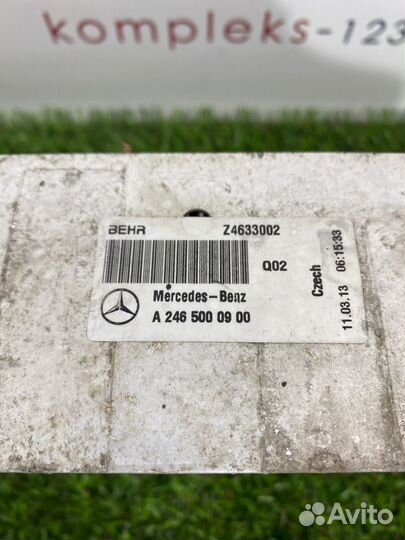 kompleks-123
BEHR Z4633002
Q02
Mercedes-Benz
A 246 500 09 00
Czech
11.03.13 06:15:33
Avito